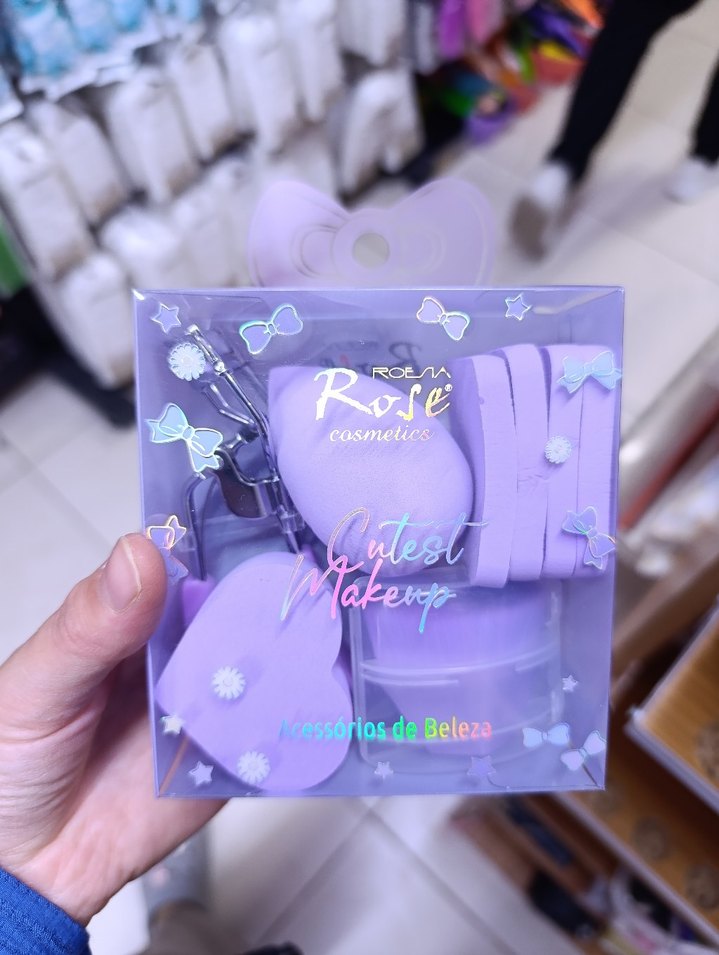 ROESIA
Rose®
cosmetics
Cutest
Makeup
Acessórios de Beleza